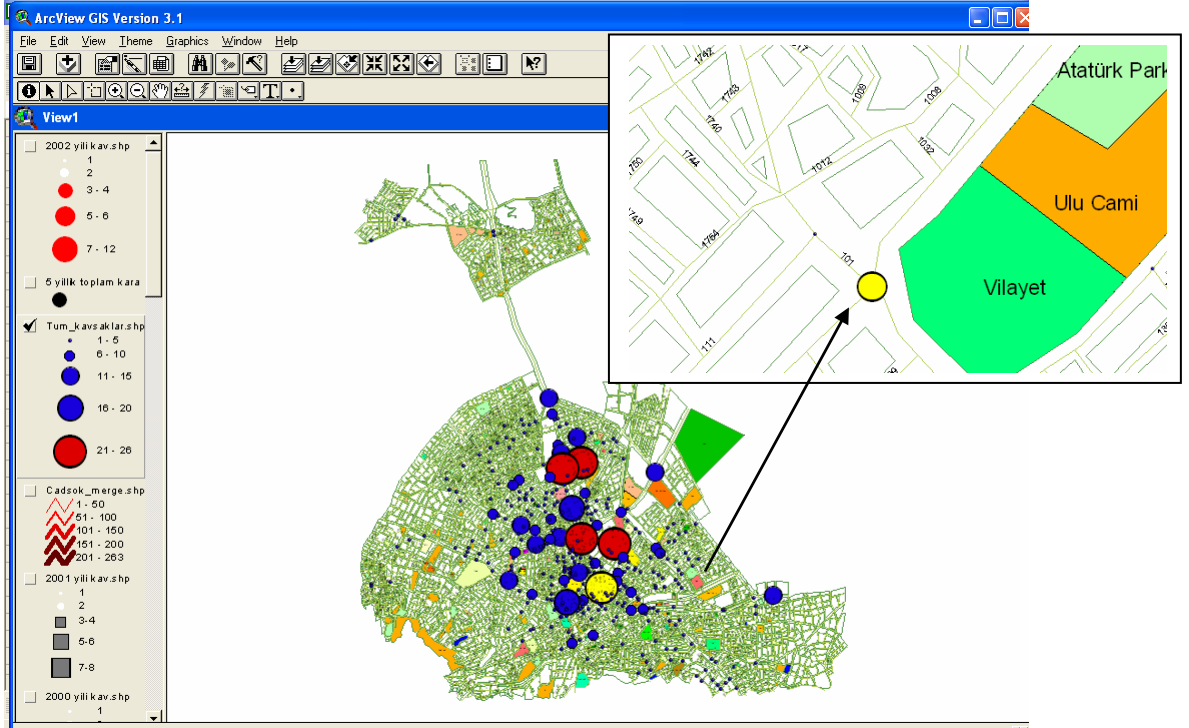 ArcView GIS Version 3.1
File Edit View Theme Graphics Window Help
View1
2002 yili kav.shp
1
2
3 - 4
5 - 6
7 - 12
5 yillik toplam kara
Tum_kavsaklar.shp
1 - 5
6 - 10
11 - 15
16 - 20
21 - 26
Cadsok_merge.shp
1 - 50
51 - 100
101 - 150
151 - 200
201 - 263
2001 yili kav.shp
1
2
3-4
5-6
7-8
2000 yili kav.shp
1
Atatürk Park
Ulu Cami
Vilayet
1742
1743
1740
1744
1750
1749
1764
1012
1009
1008
1032
101
111